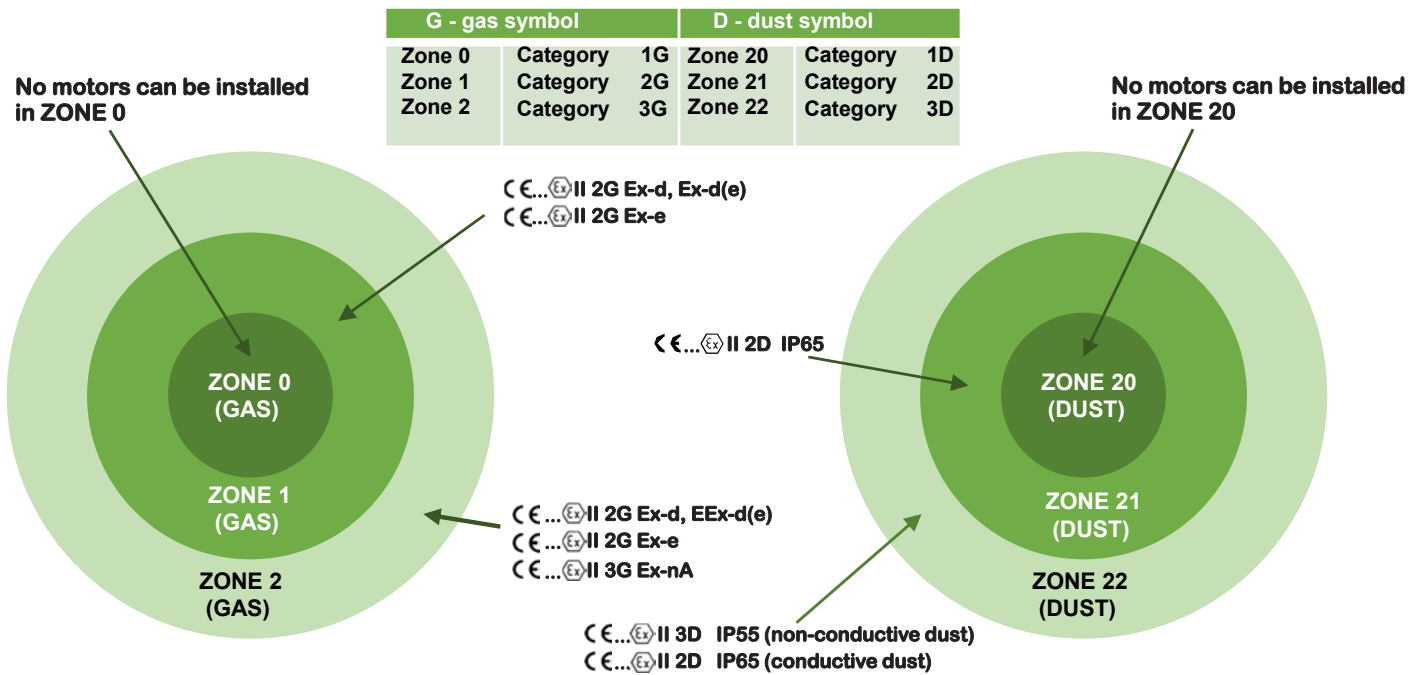 G - gas symbol D - dust symbol
Zone 0 Category 1G Zone 20 Category 1D
Zone 1 Category 2G Zone 21 Category 2D
Zone 2 Category 3G Zone 22 Category 3D
No motors can be installed
in ZONE 0
No motors can be installed
in ZONE 20
CE...Ex II 2G Ex-d, Ex-d(e)
CE...Ex II 2G Ex-e
CE...Ex II 2D IP65
ZONE 0
(GAS)
ZONE 20
(DUST)
ZONE 1
(GAS)
ZONE 21
(DUST)
CE...Ex II 2G Ex-d, EEx-d(e)
CE...Ex II 2G Ex-e
CE...Ex II 3G Ex-nA
ZONE 2
(GAS)
ZONE 22
(DUST)
CE...Ex II 3D IP55 (non-conductive dust)
CE...Ex II 2D IP65 (conductive dust)